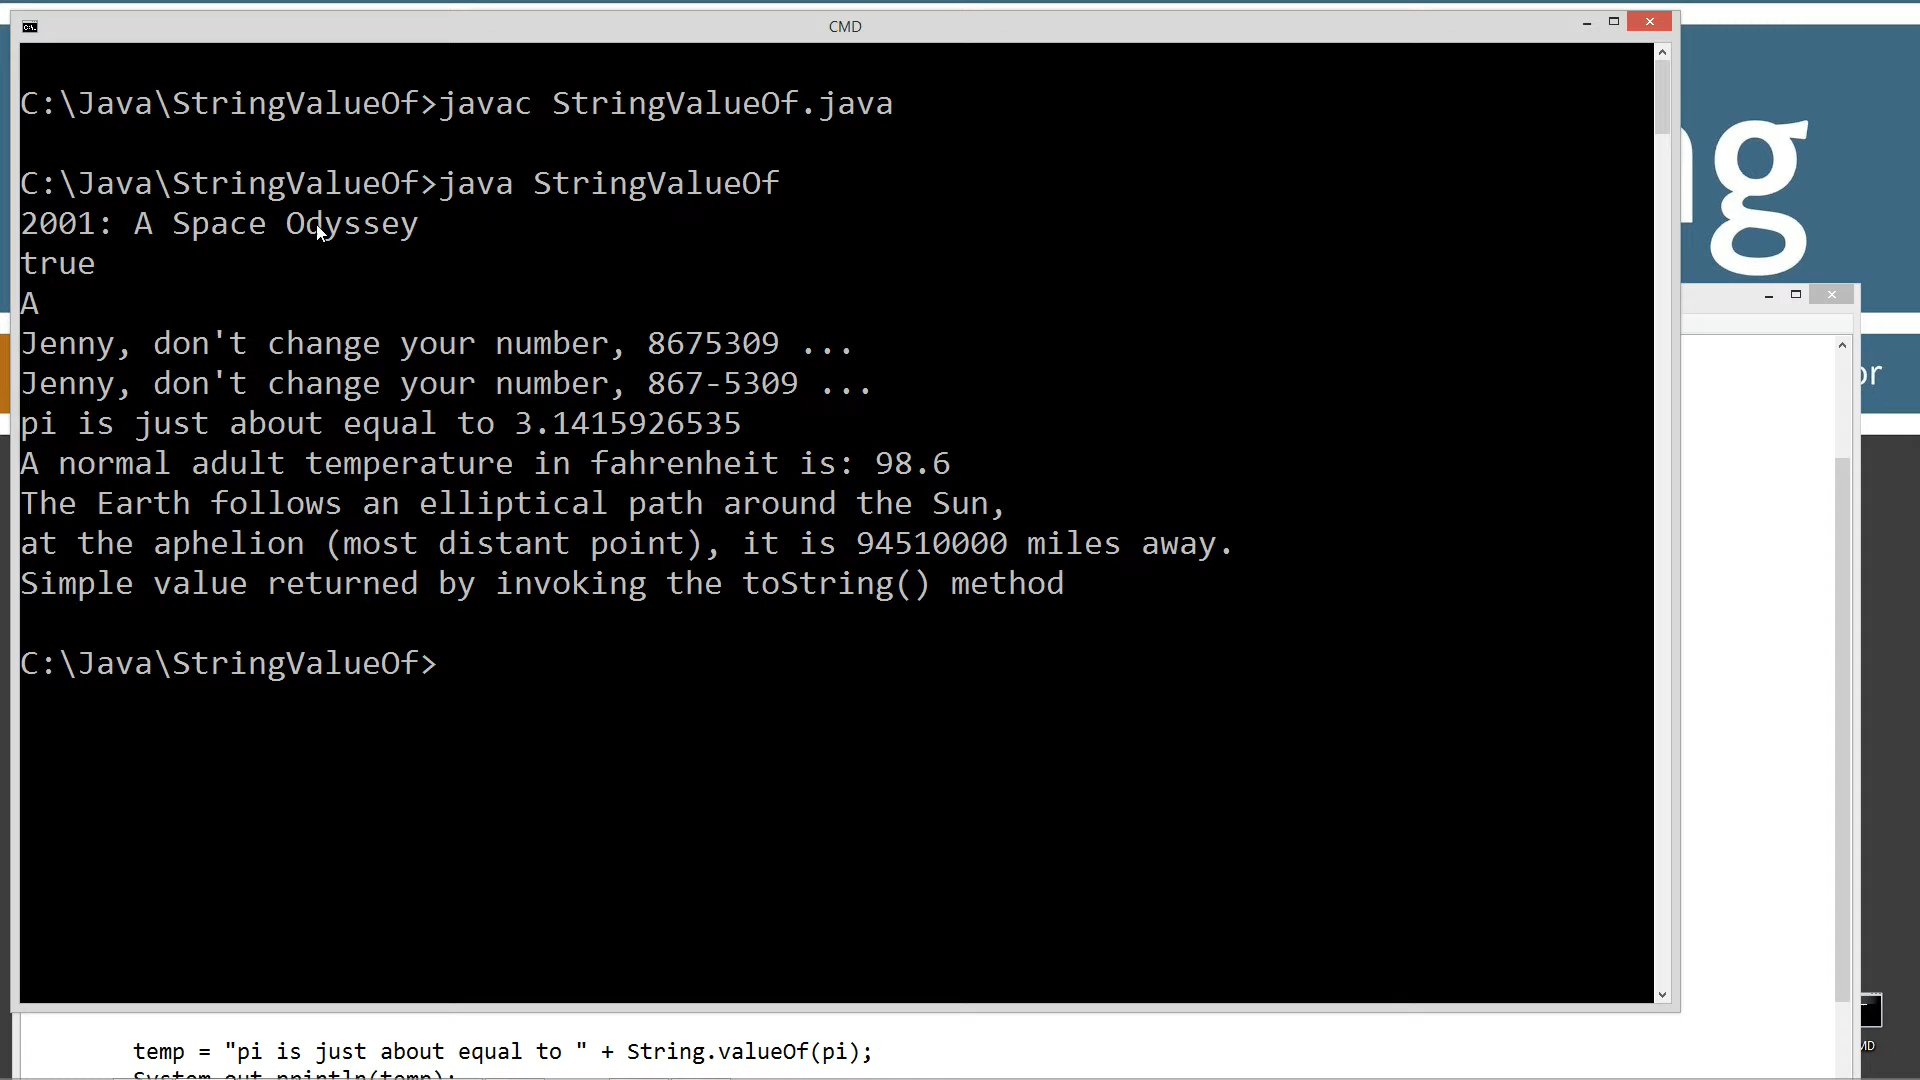 CMD
C:\Java\StringValueOf>javac StringValueOf.java
C:\Java\StringValueOf>java StringValueOf
2001: A Space Odyssey
true
A
Jenny, don't change your number, 8675309 ...
Jenny, don't change your number, 867-5309 ...
pi is just about equal to 3.1415926535
A normal adult temperature in fahrenheit is: 98.6
The Earth follows an elliptical path around the Sun,
at the aphelion (most distant point), it is 94510000 miles away.
Simple value returned by invoking the toString() method
C:\Java\StringValueOf>
temp = "pi is just about equal to " + String.valueOf(pi);
System.out.println(temp);